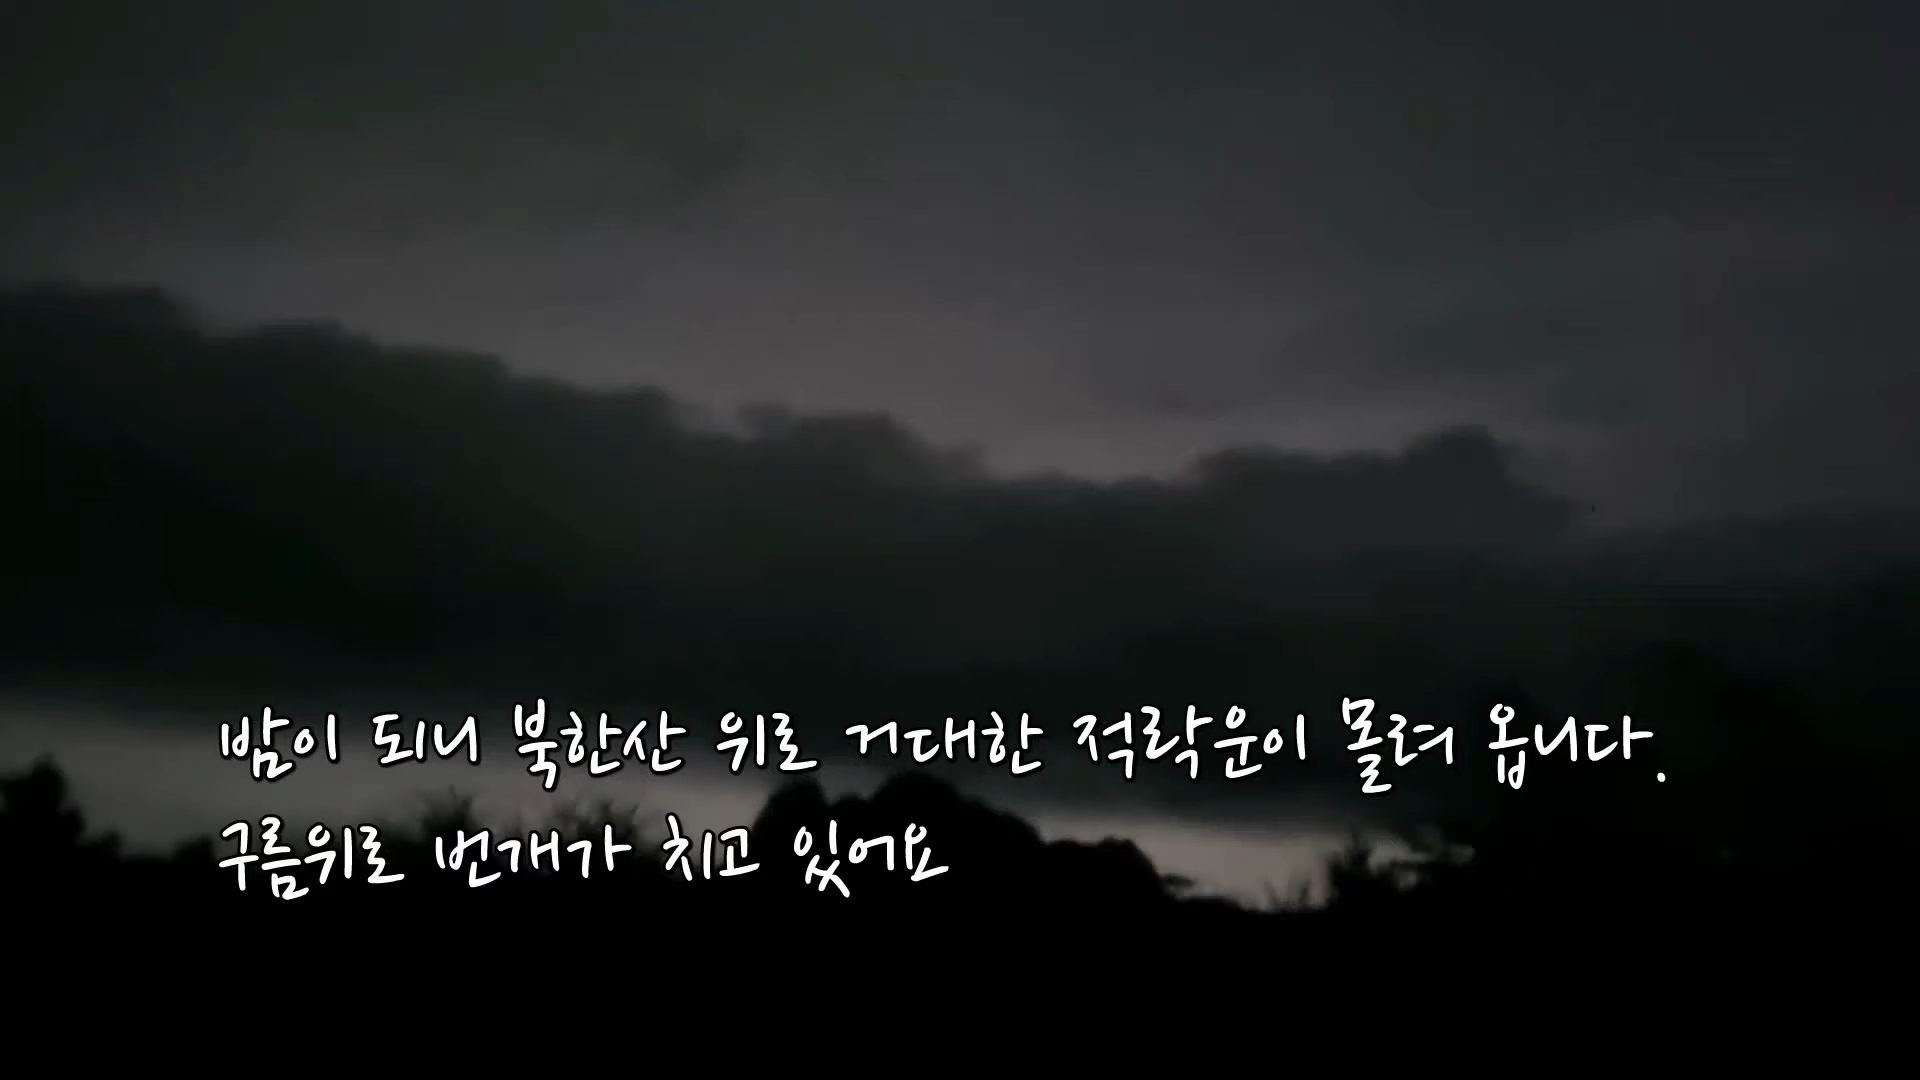 밤이 되니 북한산 위로 거대한 적락운이 몰려 옵니다.
구름위로 번개가 치고 있어요